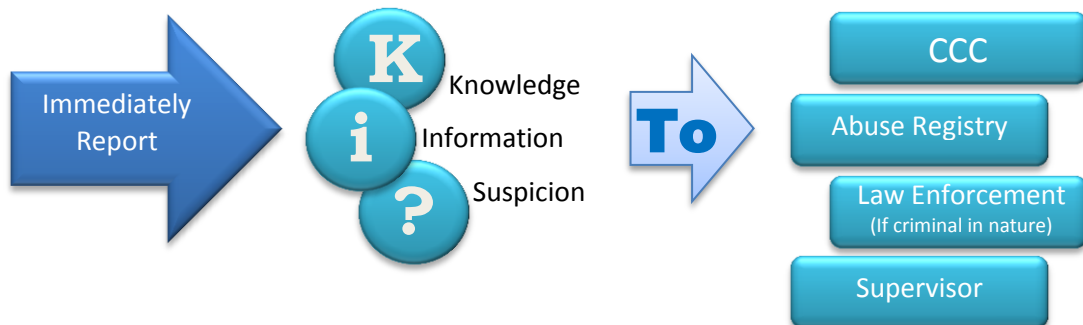 Immediately
Report
K
Knowledge
i
Information
?
Suspicion
To
CCC
Abuse Registry
Law Enforcement
(If criminal in nature)
Supervisor